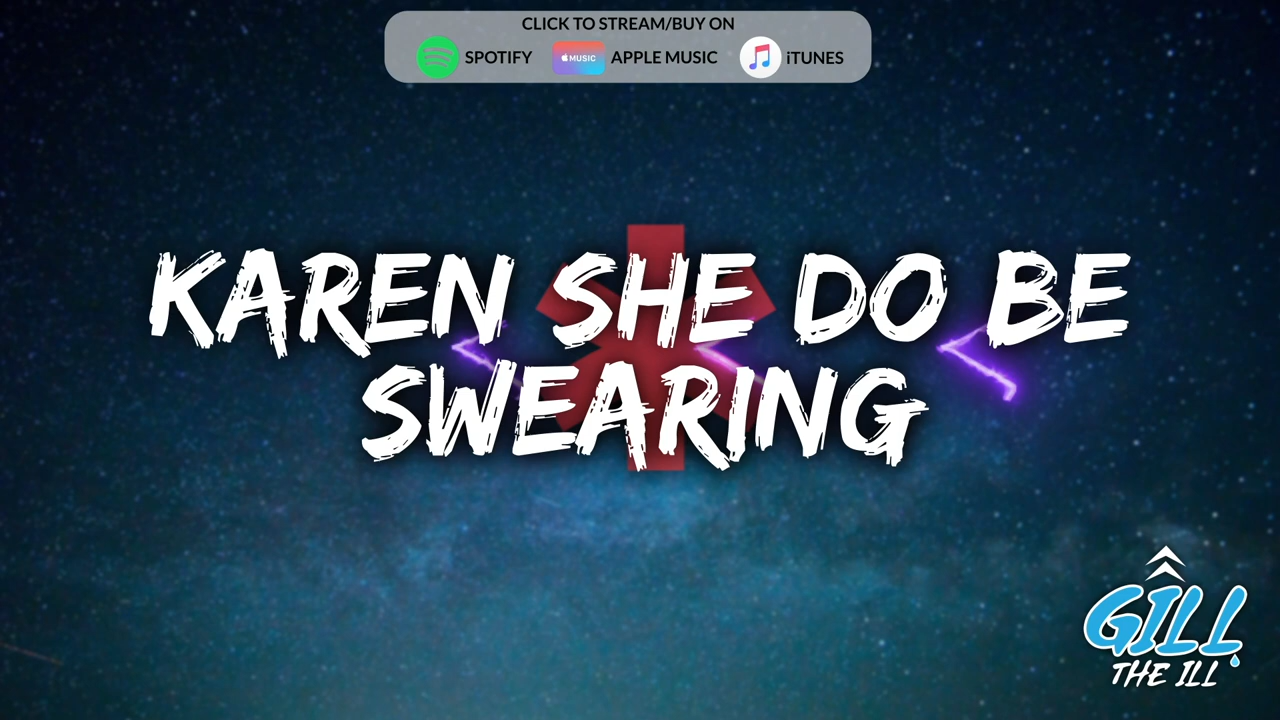 CLICK TO STREAM/BUY ON
SPOTIFY MUSIC APPLE MUSIC iTUNES
KAREN SHE DO BE
SWEARING
GILL
THE ILL